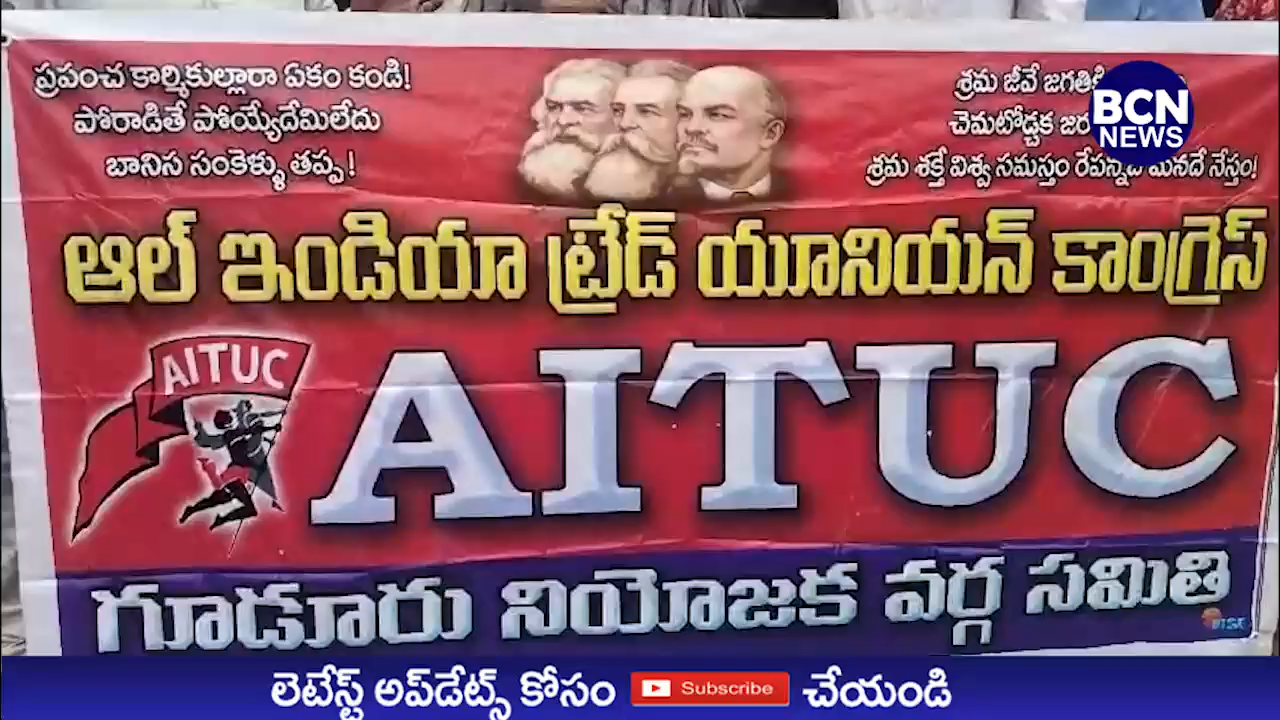 ప్రపంచ కార్మికుల్లారా ఏకం కండి!
పోరాడితే పోయ్యేదేమిలేదు
బానిస సంకెళ్ళు తప్ప!
శ్రమ జీవే
చెమటోడ్చక
శ్రమ శక్తే విశ్వ సమస్తం నేస్తం!
BCN
NEWS
ఆల్ ఇండియా ట్రేడ్ యూనియన్ కాంగ్రెస్
AITUC
AITUC
గూడూరు నియోజక వర్గ సమితి
లెటేస్ట్ అప్‌డేట్స్ కోసం Subscribe చేయండి